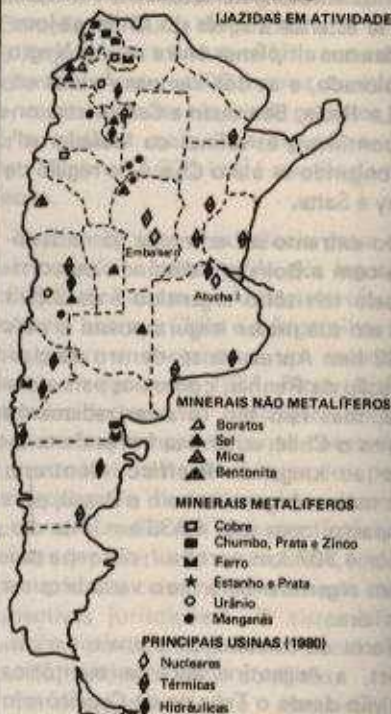 JAZIDAS EM ATIVIDADE
Embalse
Atucha I
MINERAIS NÃO METALÍFEROS
Boratos
Sal
Mica
Bentonita
MINERAIS METALÍFEROS
Cobre
Chumbo, Prata e Zinco
Ferro
Estanho e Prata
Urânio
Manganês
PRINCIPAIS USINAS (1980)
Nucleares
Térmicas
Hidráulicas